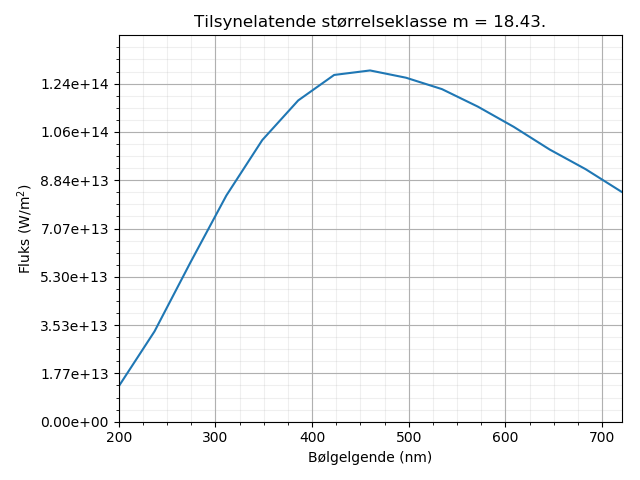 Tilsynelatende størrelseklasse m = 18.43.
Fluks (W/m²)
1.24e+14
1.06e+14
8.84e+13
7.07e+13
5.30e+13
3.53e+13
1.77e+13
0.00e+00
200 300 400 500 600 700
Bølgelgende (nm)